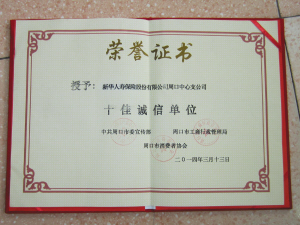 荣誉证书
授予：新华人寿保险股份有限公司周口中心支公司
十佳诚信单位
中共周口市委宣传部 周口市工商行政管理局
周口市消费者协会
二〇一四年三月十三日